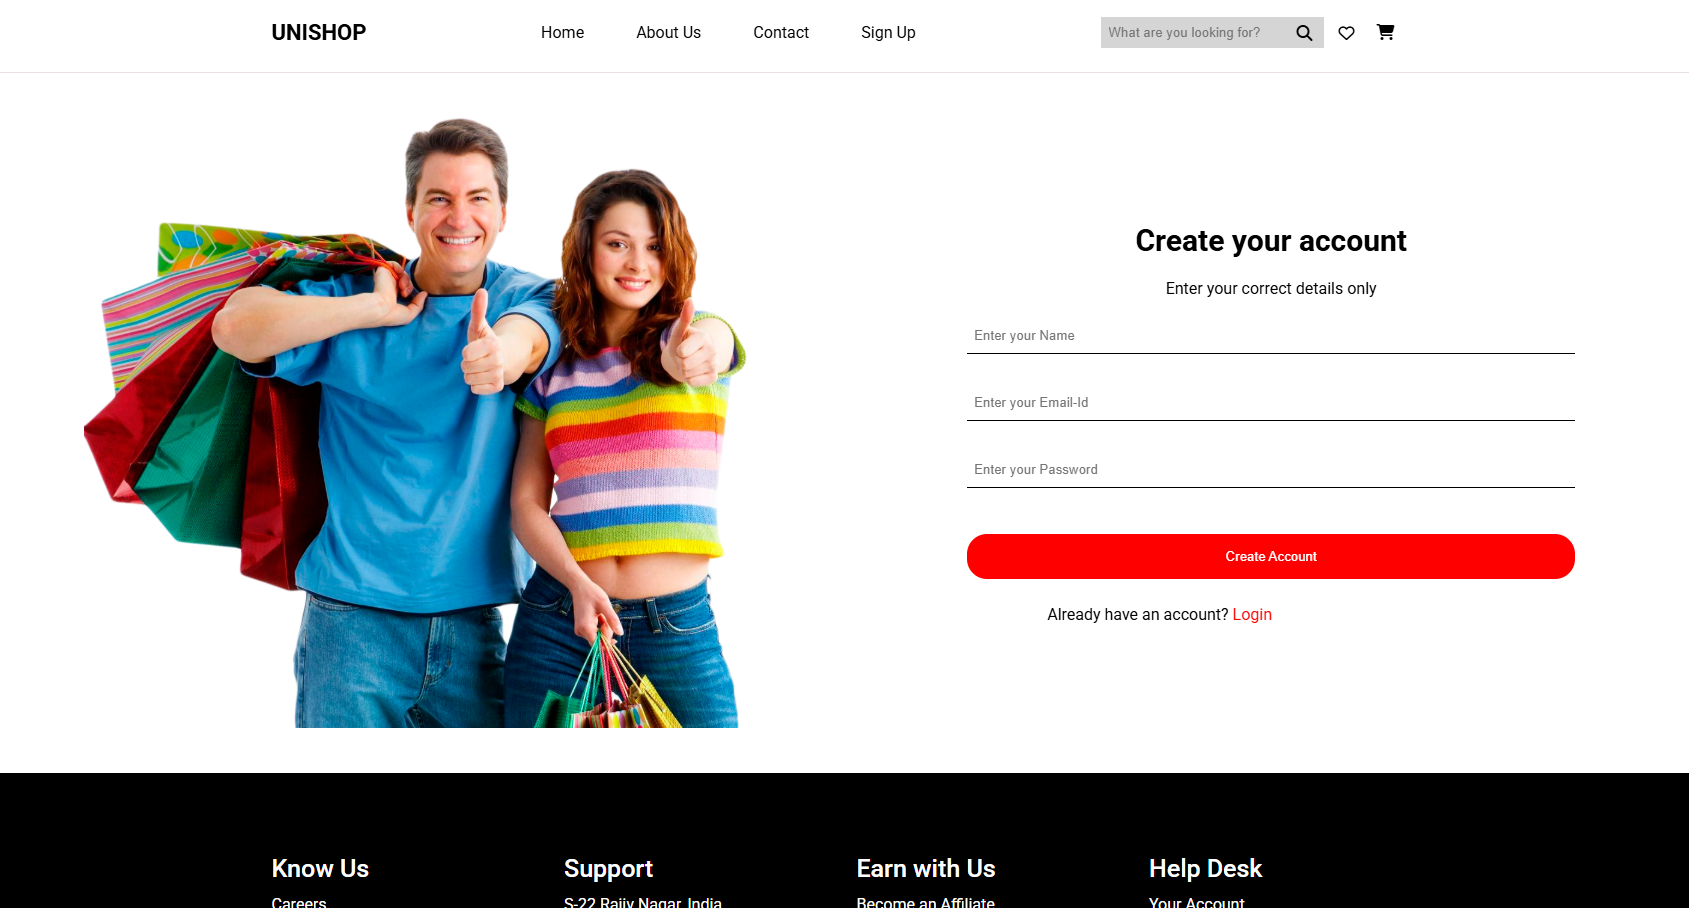 UNISHOP
Home
About Us
Contact
Sign Up
What are you looking for?
Create your account
Enter your correct details only
Enter your Name
Enter your Email-Id
Enter your Password
Create Account
Already have an account? Login
Know Us
Support
Earn with Us
Help Desk
Careers
S-22 Rajiv Nagar, India
Become an Affiliate
Your Account